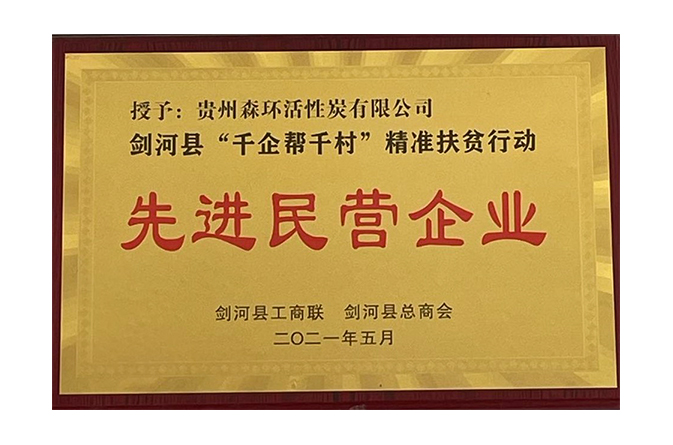 授予：贵州森环活性炭有限公司
剑河县“千企帮千村”精准扶贫行动
先进民营企业
剑河县工商联 剑河县总商会
二〇二一年五月